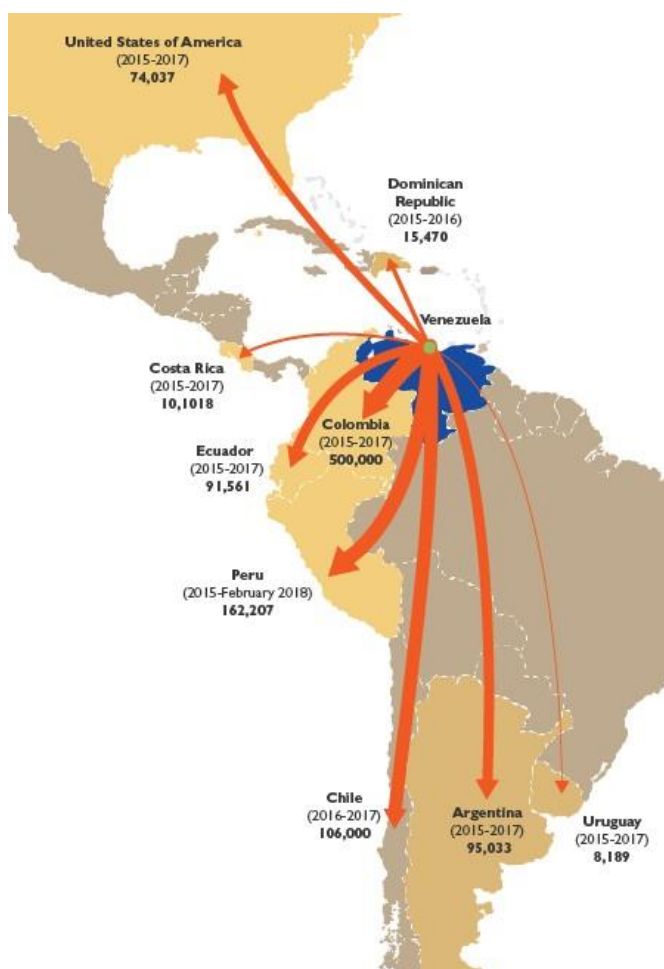 United States of America
(2015-2017)
74,037
Dominican
Republic
(2015-2016)
15,470
Venezuela
Costa Rica
(2015-2017)
10,1018
Colombia
(2015-2017)
500,000
Ecuador
(2015-2017)
91,561
Peru
(2015-February 2018)
162,207
Chile
(2016-2017)
106,000
Argentina
(2015-2017)
95,033
Uruguay
(2015-2017)
8,189